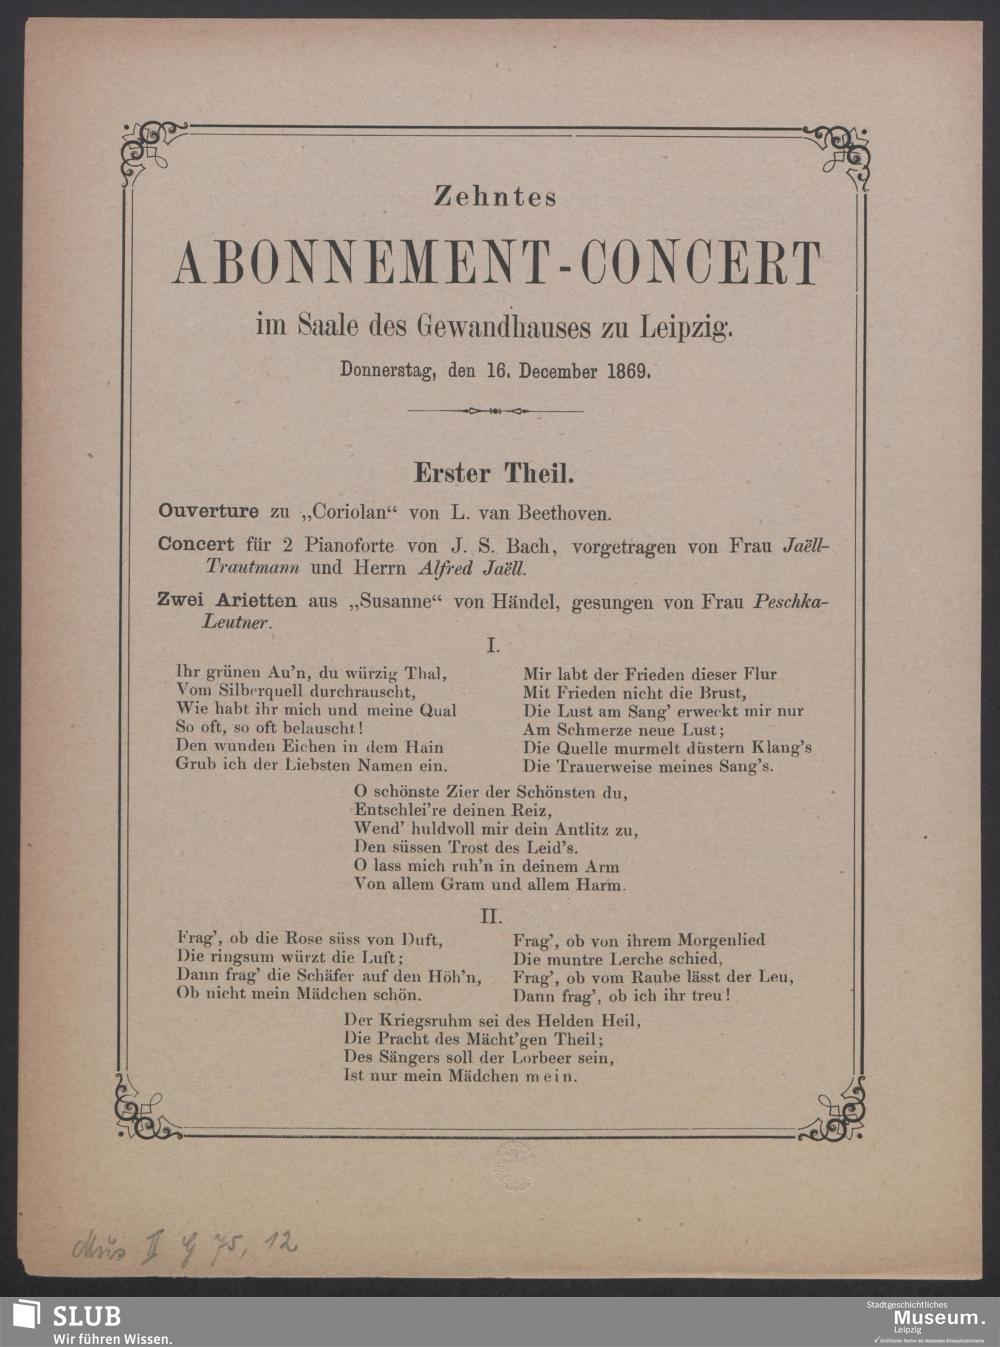 Zehntes
ABONNEMENT-CONCERT
im Saale des Gewandhauses zu Leipzig.
Donnerstag, den 16. December 1869.
Erster Theil.
Ouverture zu „Coriolan“ von L. van Beethoven.
Concert für 2 Pianoforte von J. S. Bach, vorgetragen von Frau Jaëll-
Trautmann und Herrn Alfred Jaëll.
Zwei Arietten aus „Susanne“ von Händel, gesungen von Frau Peschka-
Leutner.
I.
Ihr grünen Au'n, du würzig Thal,
Vom Silberquell durchrauscht,
Wie habt ihr mich und meine Qual
So oft, so oft belauscht!
Den wunden Eichen in dem Hain
Grub ich der Liebsten Namen ein.
Mir labt der Frieden dieser Flur
Mit Frieden nicht die Brust,
Die Lust am Sang' erweckt mir nur
Am Schmerze neue Lust;
Die Quelle murmelt düstern Klang's
Die Trauerweise meines Sang's.
O schönste Zier der Schönsten du,
Entschlei're deinen Reiz,
Wend' huldvoll mir dein Antlitz zu,
Den süssen Trost des Leid's.
O lass mich ruh'n in deinem Arm
Von allem Gram und allem Harm.
II.
Frag', ob die Rose süss von Duft,
Die ringsum würzt die Luft;
Dann frag' die Schäfer auf den Höh'n,
Ob nicht mein Mädchen schön.
Frag', ob von ihrem Morgenlied
Die muntre Lerche schied,
Frag', ob vom Raube lässt der Leu,
Dann frag', ob ich ihr treu!
Der Kriegsruhm sei des Helden Heil,
Die Pracht des Mächt'gen Theil;
Des Sängers soll der Lorbeer sein,
Ist nur mein Mädchen mein.
Mus II G 75, 12
SLUB
Wir führen Wissen.
Stadtgeschichtliches
Museum.
Leipzig
Zertifizierter Partner der Nationalen Klimaschutzinitiative